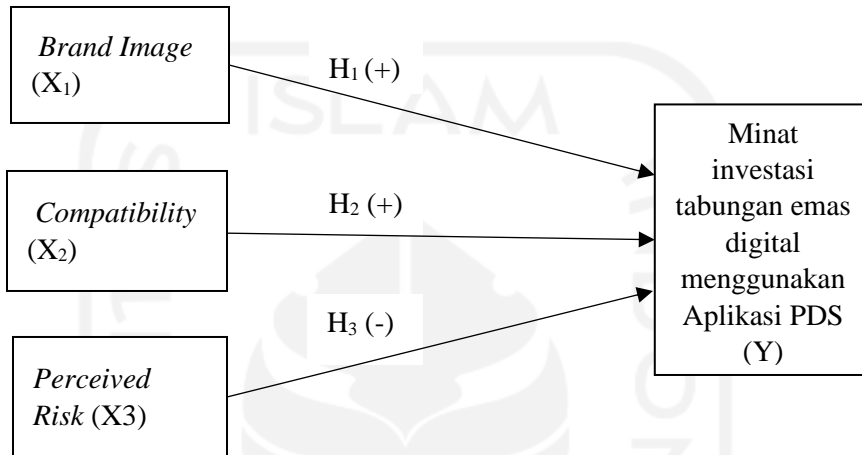 Brand Image
(X₁)
H₁ (+)
Compatibility
(X₂)
H₂ (+)
Perceived
Risk (X3)
H₃ (-)
Minat
investasi
tabungan emas
digital
menggunakan
Aplikasi PDS
(Y)
ISLAM